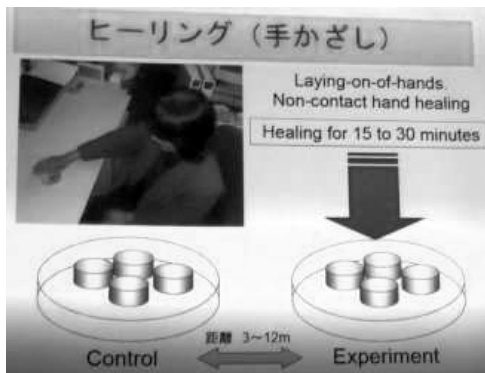 ヒーリング（手かざし）
Laying-on-of-hands.
Non-contact hand healing
Healing for 15 to 30 minutes
距離 3～12m
Control
Experiment